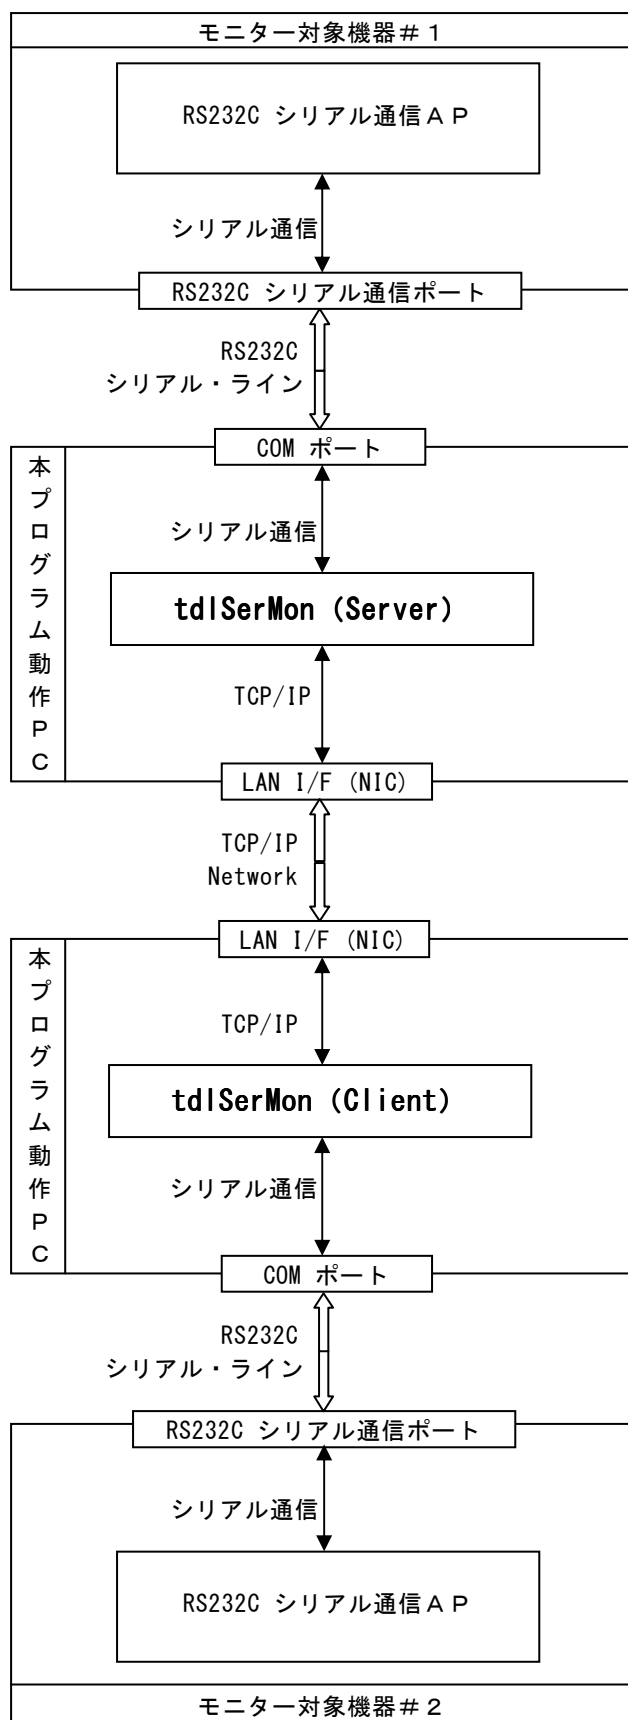 モニター対象機器＃１
RS232C シリアル通信ＡＰ
シリアル通信
RS232C シリアル通信ポート
RS232C
シリアル・ライン
COM ポート
本プログラム動作ＰＣ
シリアル通信
tdlSerMon (Server)
TCP/IP
LAN I/F (NIC)
TCP/IP
Network
LAN I/F (NIC)
本プログラム動作ＰＣ
TCP/IP
tdlSerMon (Client)
シリアル通信
COM ポート
RS232C
シリアル・ライン
RS232C シリアル通信ポート
シリアル通信
RS232C シリアル通信ＡＰ
モニター対象機器＃２